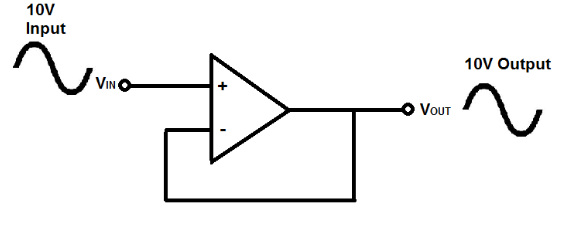 10V
Input
VIN
+
-
10V Output
VOUT